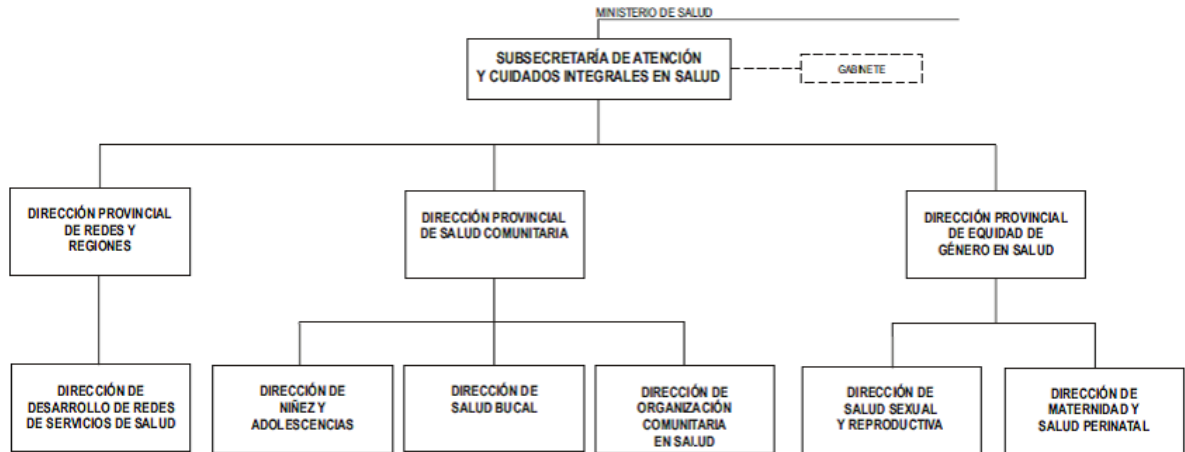 MINISTERIO DE SALUD
SUBSECRETARÍA DE ATENCIÓN
Y CUIDADOS INTEGRALES EN SALUD
GABINETE
DIRECCIÓN PROVINCIAL
DE REDES Y
REGIONES
DIRECCIÓN PROVINCIAL
DE SALUD COMUNITARIA
DIRECCIÓN PROVINCIAL
DE EQUIDAD DE
GÉNERO EN SALUD
DIRECCIÓN DE
DESARROLLO DE REDES
DE SERVICIOS DE SALUD
DIRECCIÓN DE
NIÑEZ Y
ADOLESCENCIAS
DIRECCIÓN DE
SALUD BUCAL
DIRECCIÓN DE
ORGANIZACIÓN
COMUNITARIA
EN SALUD
DIRECCIÓN DE
SALUD SEXUAL
Y REPRODUCTIVA
DIRECCIÓN DE
MATERNIDAD Y
SALUD PERINATAL